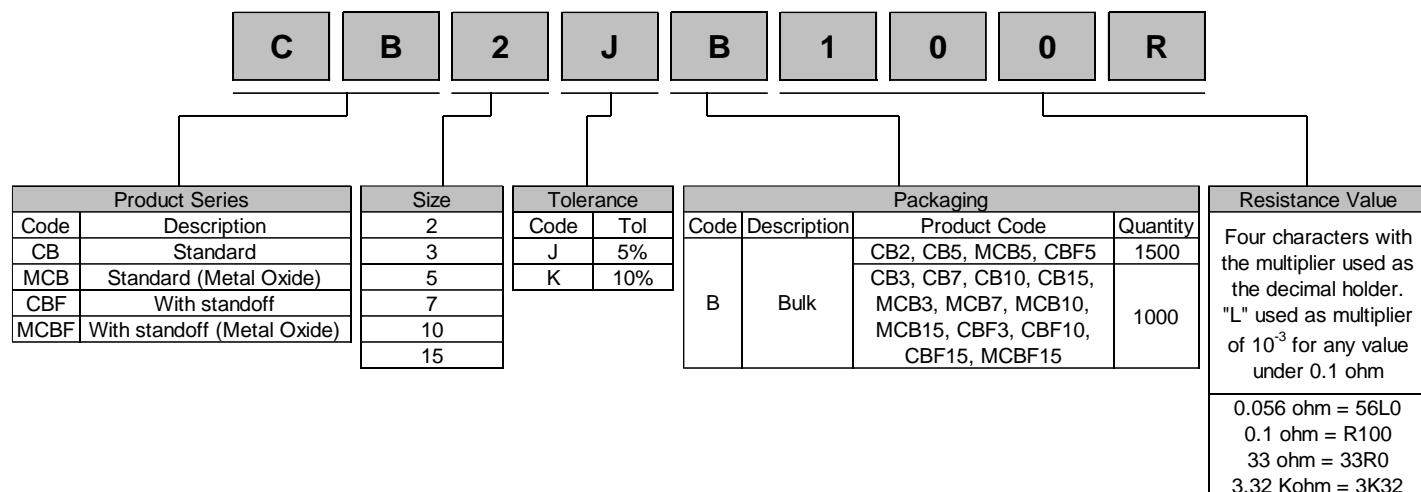 C B 2 J B 1 0 0 R
Product Series
Code Description
CB Standard
MCB Standard (Metal Oxide)
CBF With standoff
MCBF With standoff (Metal Oxide)
Size
2
3
5
7
10
15
Tolerance
Code Tol
J 5%
K 10%
Packaging
Code Description Product Code Quantity
B Bulk
CB2, CB5, MCB5, CBF5 1500
CB3, CB7, CB10, CB15,
MCB3, MCB7, MCB10,
MCB15, CBF3, CBF10,
CBF15, MCBF15
1000
Resistance Value
Four characters with
the multiplier used as
the decimal holder.
"L" used as multiplier
of 10⁻³ for any value
under 0.1 ohm
0.056 ohm = 56L0
0.1 ohm = R100
33 ohm = 33R0
3.32 Kohm = 3K32